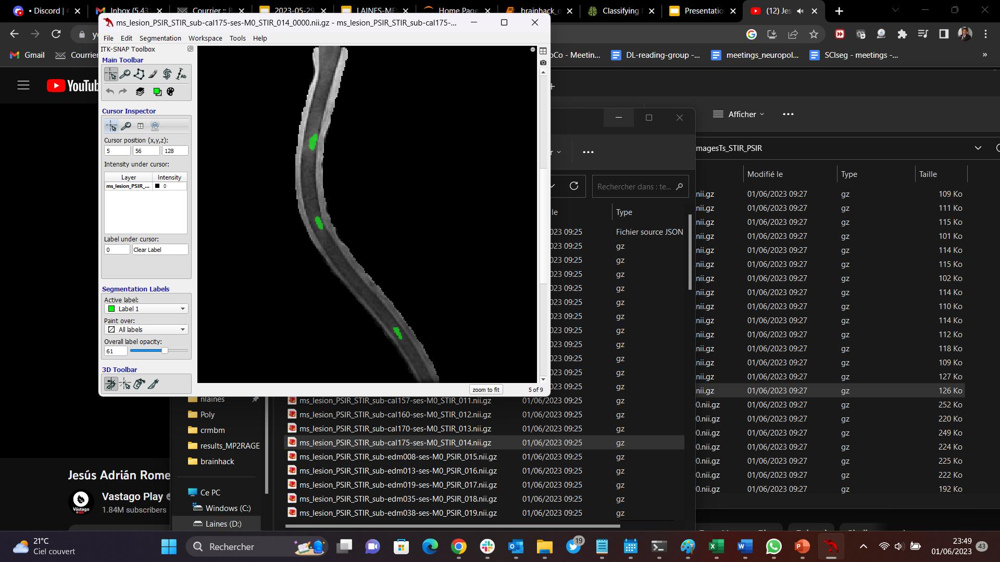 • Discord | #
Inbox (5.43
Courrier :: B
2023-05-29
LAINES-ME
Home Page
brainhack_d
Classifying
Presentatio
(12) Jes
ms_lesion_PSIR_STIR_sub-cal175-ses-M0_STIR_014_0000.nii.gz - ms_lesion_PSIR_STIR_sub-cal175-...
File Edit Segmentation Workspace Tools Help
Gmail
Courrier
oCo - Meetin...
DL-reading-group -...
meetings_neuropol...
SCIseg - meetings -...
»
YouTub
ITK-SNAP Toolbox
Main Toolbar
Cursor Inspector
Cursor position (x,y,z):
5 56 128
Intensity under cursor:
Layer Intensity
ms_lesion_PSIR_... 0
Label under cursor:
0 Clear Label
Segmentation Labels
Active label:
Label 1
Paint over:
All labels
Overall label opacity:
61
3D Toolbar
zoom to fit
5 of 9
Afficher
magesTs_STIR_PSIR
Rechercher dans : te...
Modifié le Type Taille
nii.gz 01/06/2023 09:27 gz 109 Ko
nii.gz 01/06/2023 09:27 gz 111 Ko
nii.gz 01/06/2023 09:27 gz 115 Ko
nii.gz 01/06/2023 09:27 gz 101 Ko
nii.gz 01/06/2023 09:27 gz 114 Ko
nii.gz 01/06/2023 09:27 gz 115 Ko
nii.gz 01/06/2023 09:27 gz 102 Ko
nii.gz 01/06/2023 09:27 gz 114 Ko
nii.gz 01/06/2023 09:27 gz 110 Ko
nii.gz 01/06/2023 09:27 gz 114 Ko
nii.gz 01/06/2023 09:27 gz 112 Ko
nii.gz 01/06/2023 09:27 gz 118 Ko
nii.gz 01/06/2023 09:27 gz 109 Ko
nii.gz 01/06/2023 09:27 gz 127 Ko
nii.gz 01/06/2023 09:27 gz 126 Ko
0.nii.gz 01/06/2023 09:27 gz 252 Ko
0.nii.gz 01/06/2023 09:27 gz 220 Ko
0.nii.gz 01/06/2023 09:27 gz 249 Ko
0.nii.gz 01/06/2023 09:27 gz 224 Ko
0.nii.gz 01/06/2023 09:27 gz 225 Ko
0.nii.gz 01/06/2023 09:27 gz 222 Ko
0.nii.gz 01/06/2023 09:27 gz 192 Ko
le Type
023 09:25 Fichier source JSON
023 09:25 gz
023 09:25 gz
023 09:25 gz
023 09:25 gz
023 09:25 gz
023 09:25 gz
023 09:25 gz
023 09:25 gz
023 09:25 gz
023 09:25 gz
023 09:25 gz
ms_lesion_PSIR_STIR_sub-cal157-ses-M0_STIR_011.nii.gz 01/06/2023 09:25 gz
ms_lesion_PSIR_STIR_sub-cal160-ses-M0_STIR_012.nii.gz 01/06/2023 09:25 gz
ms_lesion_PSIR_STIR_sub-cal170-ses-M0_STIR_013.nii.gz 01/06/2023 09:25 gz
ms_lesion_PSIR_STIR_sub-cal175-ses-M0_STIR_014.nii.gz 01/06/2023 09:25 gz
ms_lesion_PSIR_STIR_sub-edm008-ses-M0_PSIR_015.nii.gz 01/06/2023 09:25 gz
ms_lesion_PSIR_STIR_sub-edm013-ses-M0_PSIR_016.nii.gz 01/06/2023 09:25 gz
ms_lesion_PSIR_STIR_sub-edm019-ses-M0_PSIR_017.nii.gz 01/06/2023 09:25 gz
ms_lesion_PSIR_STIR_sub-edm035-ses-M0_PSIR_018.nii.gz 01/06/2023 09:25 gz
ms_lesion_PSIR_STIR_sub-edm038-ses-M0_PSIR_019.nii.gz 01/06/2023 09:25 gz
nlaines
Poly
crmbm
results_MP2RAGE
brainhack
Ce PC
Windows (C:)
Laines (D:)
Jesús Adrián Rome
Vástago
Vastago Play
1.84M subscribers
21°C
Ciel couvert
Rechercher
19
23:49
01/06/2023
43